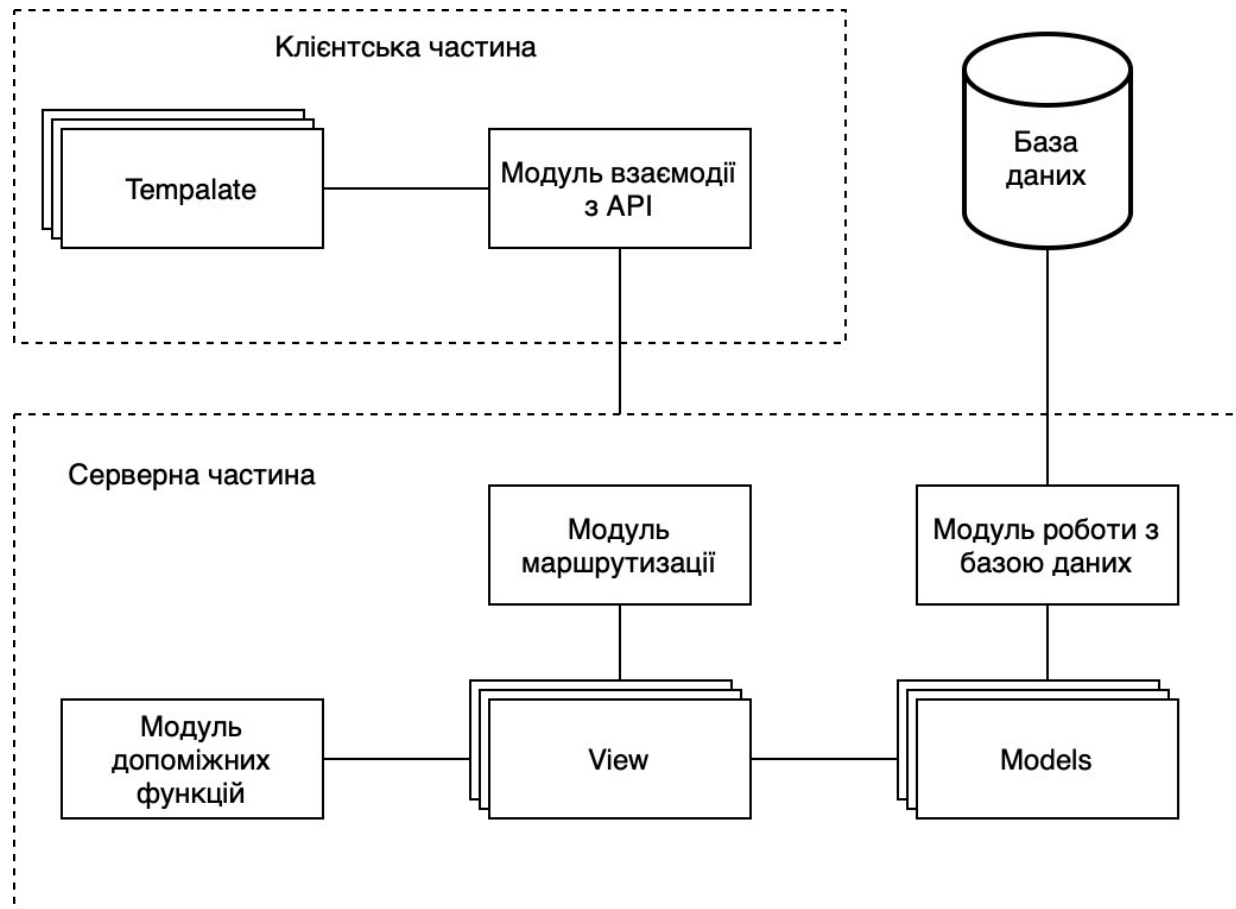 Клієнтська частина
Tempalate
Модуль взаємодії
з API
База
даних
Серверна частина
Модуль
маршрутизації
Модуль роботи з
базою даних
Модуль
допоміжних
функцій
View
Models